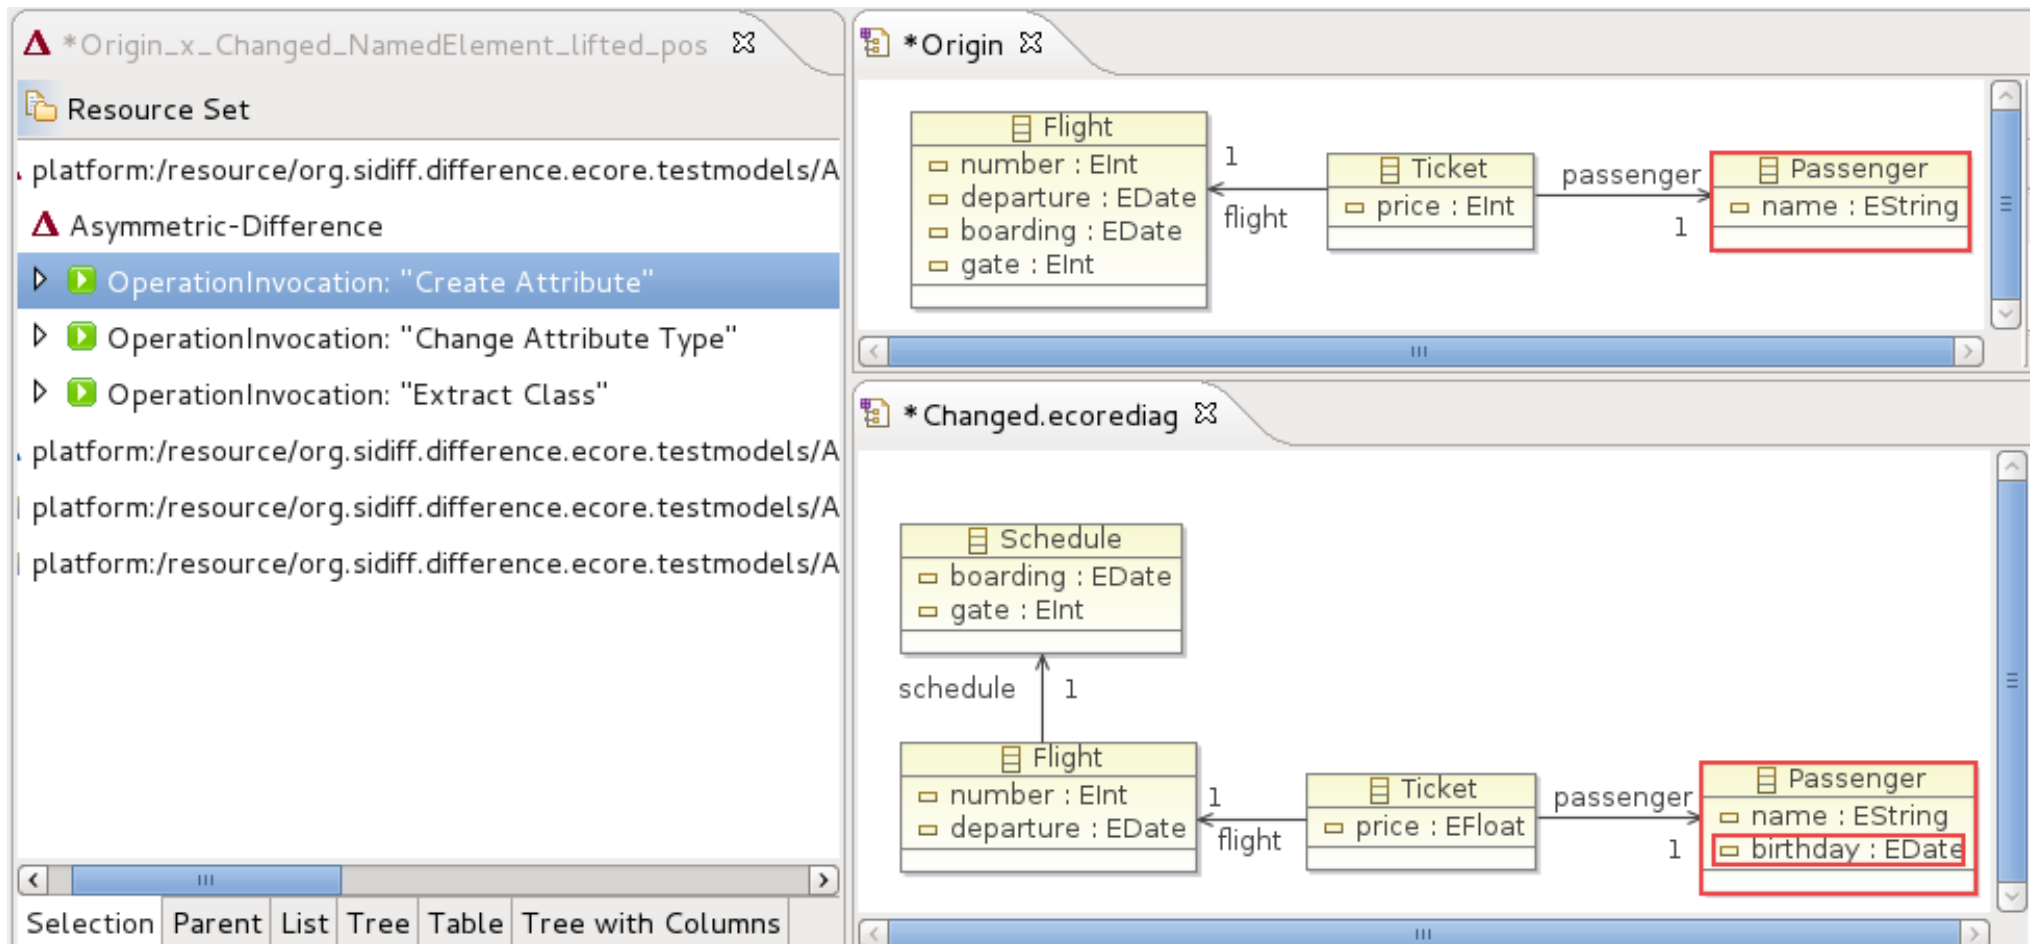 *Origin_x_Changed_NamedElement_lifted_pos
Resource Set
platform:/resource/org.sidiff.difference.ecore.testmodels/A
Asymmetric-Difference
OperationInvocation: "Create Attribute"
OperationInvocation: "Change Attribute Type"
OperationInvocation: "Extract Class"
platform:/resource/org.sidiff.difference.ecore.testmodels/A
platform:/resource/org.sidiff.difference.ecore.testmodels/A
platform:/resource/org.sidiff.difference.ecore.testmodels/A
Selection Parent List Tree Table Tree with Columns
*Origin
Flight
number : EInt
departure : EDate
boarding : EDate
gate : EInt
1
flight
Ticket
price : EInt
passenger
1
Passenger
name : EString
*Changed.ecorediag
Schedule
boarding : EDate
gate : EInt
schedule 1
Flight
number : EInt
departure : EDate
1
flight
Ticket
price : EFloat
passenger
1
Passenger
name : EString
birthday : EDate